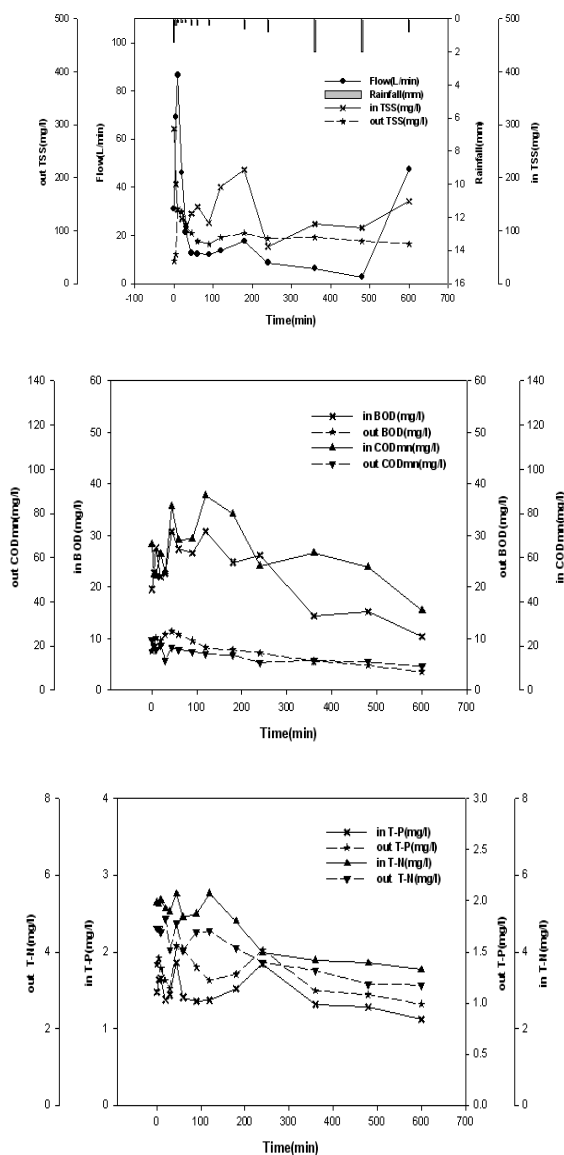 out TSS(mg/l)
500
400
300
200
100
0
Flow(L/min)
100
80
60
40
20
0
Flow(L/min)
Rainfall(mm)
in TSS(mg/l)
out TSS(mg/l)
0
2
4
6
8
10
12
14
16
Rainfall(mm)
500
400
300
200
100
0
in TSS(mg/l)
-100 0 100 200 300 400 500 600 700
Time(min)
out CODmn(mg/l)
140
120
100
80
60
40
20
0
in BOD(mg/l)
60
50
40
30
20
10
0
in BOD(mg/l)
out BOD(mg/l)
in CODmn(mg/l)
out CODmn(mg/l)
60
50
40
30
20
10
0
out BOD(mg/l)
140
120
100
80
60
40
20
0
in CODmn(mg/l)
0 100 200 300 400 500 600 700
Time(min)
out T-N(mg/l)
8
6
4
2
0
in T-P(mg/l)
4
3
2
1
0
in T-P(mg/l)
out T-P(mg/l)
in T-N(mg/l)
out T-N(mg/l)
3.0
2.5
2.0
1.5
1.0
0.5
0.0
out T-P(mg/l)
8
6
4
2
0
in T-N(mg/l)
0 100 200 300 400 500 600 700
Time(min)